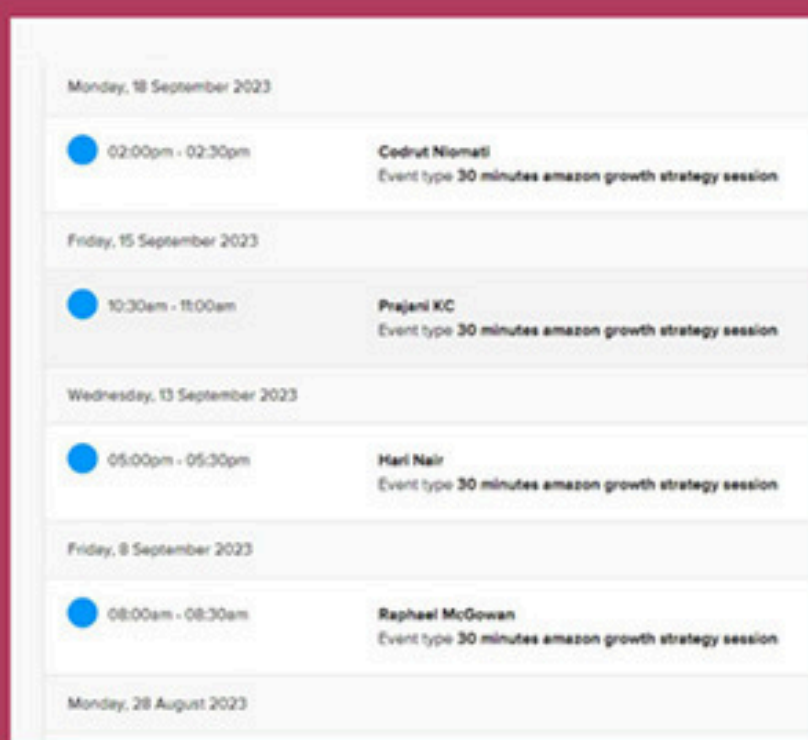 Monday, 18 September 2023
02:00pm - 02:30pm
Codrut Niomati
Event type 30 minutes amazon growth strategy session
Friday, 15 September 2023
10:30am - 11:00am
Prajani KC
Event type 30 minutes amazon growth strategy session
Wednesday, 13 September 2023
05:00pm - 05:30pm
Hari Nair
Event type 30 minutes amazon growth strategy session
Friday, 8 September 2023
08:00am - 08:30am
Raphael McGowan
Event type 30 minutes amazon growth strategy session
Monday, 28 August 2023